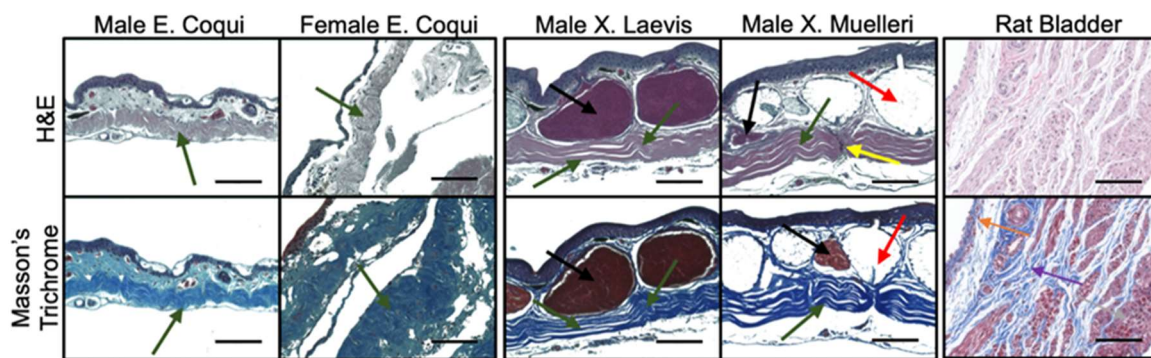 Male E. Coqui Female E. Coqui Male X. Laevis Male X. Muelleri Rat Bladder
H&E
Masson's
Trichrome